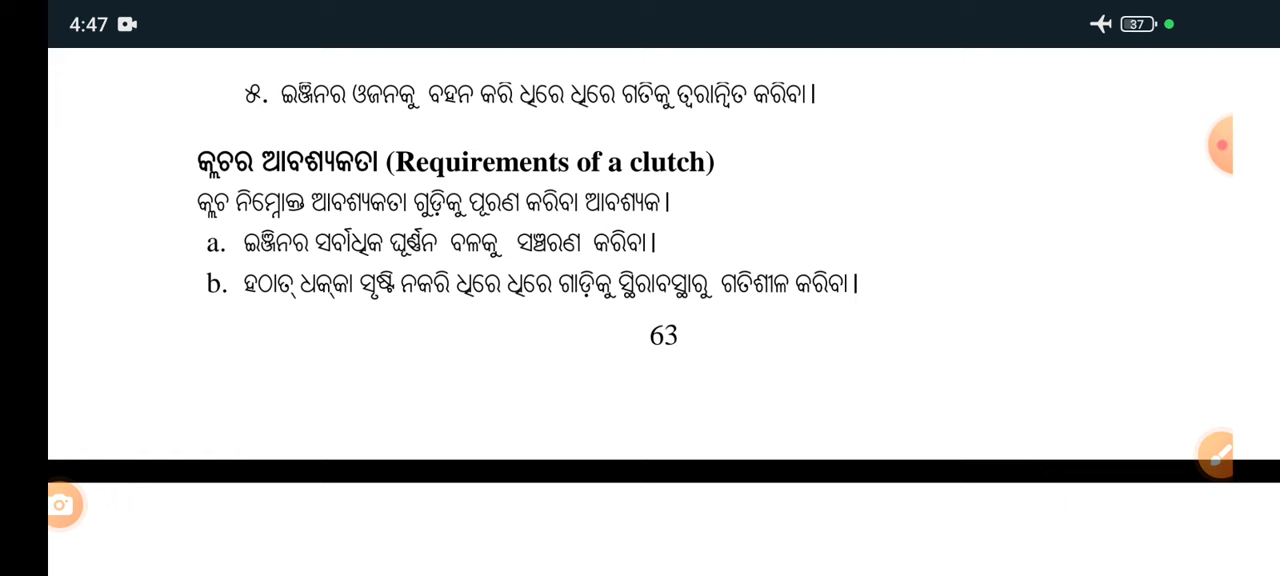 4:47
37
୫. ଇଞ୍ଜିନର ଓଜନକୁ ବହନ କରି ଧିରେ ଧିରେ ଗତିକୁ ତ୍ୱରାନ୍ୱିତ କରିବା।
କ୍ଲଚର ଆବଶ୍ୟକତା (Requirements of a clutch)
କ୍ଲଚ ନିମ୍ନୋକ୍ତ ଆବଶ୍ୟକତା ଗୁଡ଼ିକୁ ପୂରଣ କରିବା ଆବଶ୍ୟକ।
a. ଇଞ୍ଜିନର ସର୍ବାଧିକ ଘୂର୍ଣ୍ଣନ ବଳକୁ ସଞ୍ଚରଣ କରିବା।
b. ହଠାତ୍ ଧକ୍‌କା ସୃଷ୍ଟି ନକରି ଧିରେ ଧିରେ ଗାଡ଼ିକୁ ସ୍ଥିରାବସ୍ଥାରୁ ଗତିଶୀଳ କରିବା।
63